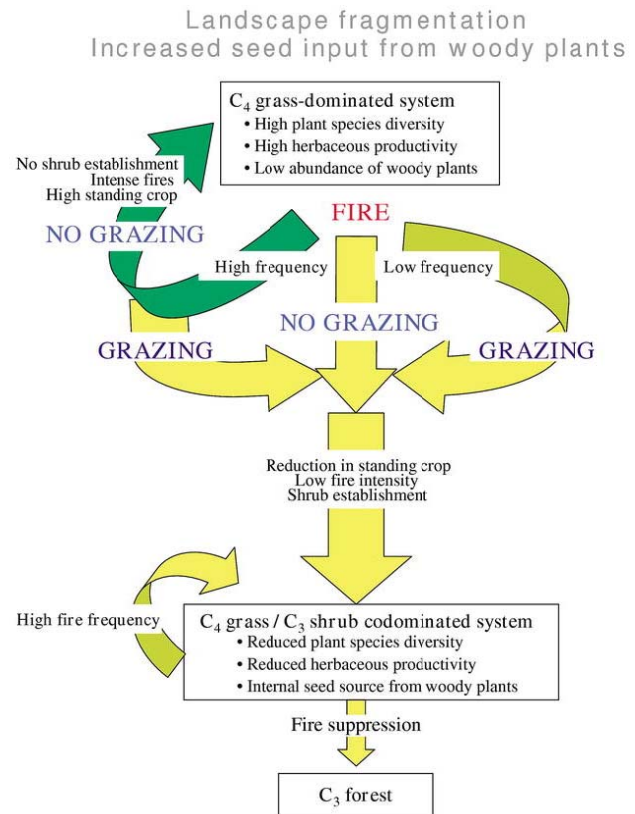 Landscape fragmentation
Increased seed input from woody plants
C₄ grass-dominated system
• High plant species diversity
• High herbaceous productivity
• Low abundance of woody plants
No shrub establishment
Intense fires
High standing crop
NO GRAZING
FIRE
High frequency
Low frequency
NO GRAZING
GRAZING
GRAZING
Reduction in standing crop
Low fire intensity
Shrub establishment
High fire frequency
C₄ grass / C₃ shrub codominated system
• Reduced plant species diversity
• Reduced herbaceous productivity
• Internal seed source from woody plants
Fire suppression
C₃ forest